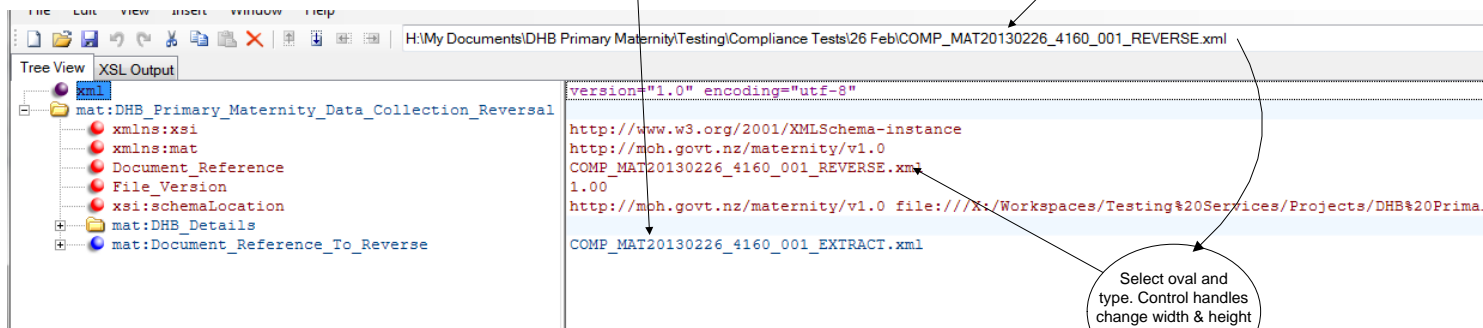 File Edit View Insert Window Help
H:\My Documents\DHB Primary Maternity\Testing\Compliance Tests\26 Feb\COMP_MAT20130226_4160_001_REVERSE.xml
Tree View XSL Output
xml version="1.0" encoding="utf-8"
mat:DHB_Primary_Maternity_Data_Collection_Reversal
xmlns:xsi http://www.w3.org/2001/XMLSchema-instance
xmlns:mat http://moh.govt.nz/maternity/v1.0
Document_Reference COMP_MAT20130226_4160_001_REVERSE.xml
File_Version 1.00
xsi:schemaLocation http://moh.govt.nz/maternity/v1.0 file:///X:/Workspaces/Testing%20Services/Projects/DHB%20Prima
mat:DHB_Details
mat:Document_Reference_To_Reverse COMP_MAT20130226_4160_001_EXTRACT.xml
Select oval and
type. Control handles
change width & height